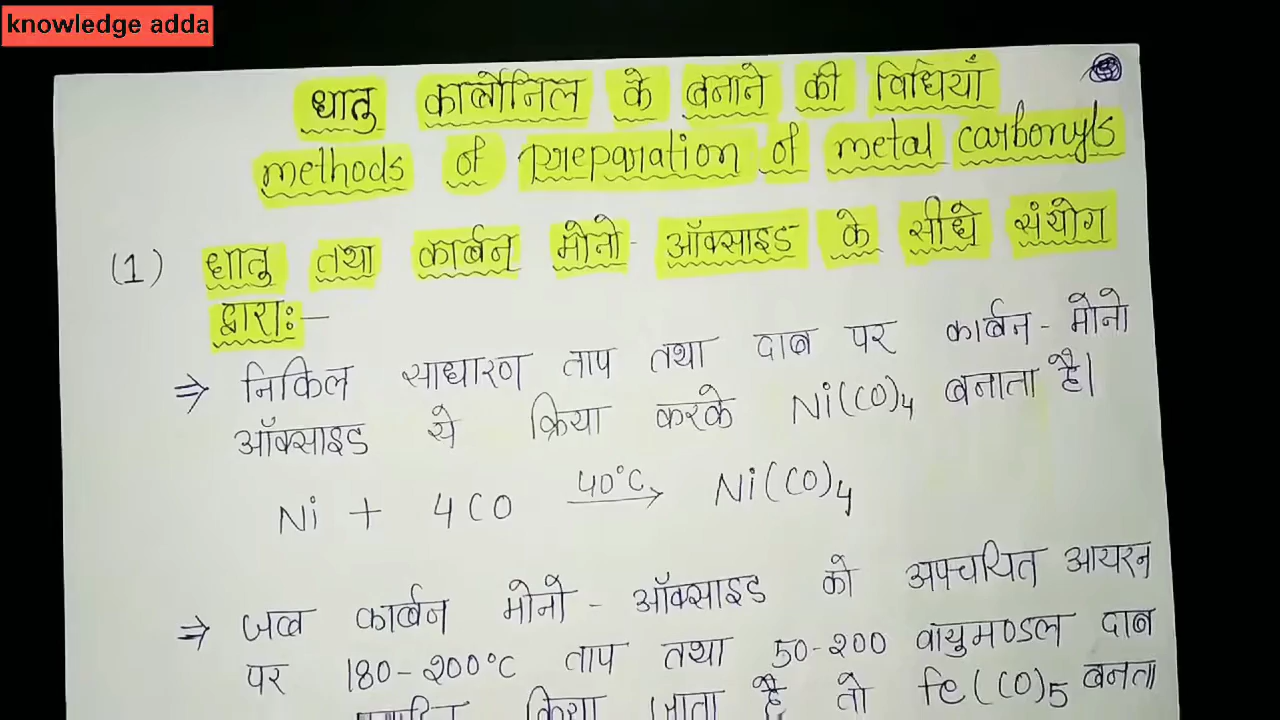 knowledge adda
धातु कार्बोनिल के बनाने की विधियाँ
methods of preparation of metal carbonyls
(1) धातु तथा कार्बन मोनो - ऑक्साइड के सीधे संयोग
द्वाराः—
⇒ निकिल साधारण ताप तथा दाब पर कार्बन - मोनो
ऑक्साइड से क्रिया करके Ni(CO)₄ बनाता है।
Ni + 4CO 40°C→ Ni(CO)₄
⇒ जब कार्बन मोनो - ऑक्साइड को अपचयित आयरन
पर 180-200°C ताप तथा 50-200 वायुमण्डल दाब
किया जाता है तो Fe(CO)₅ बनता